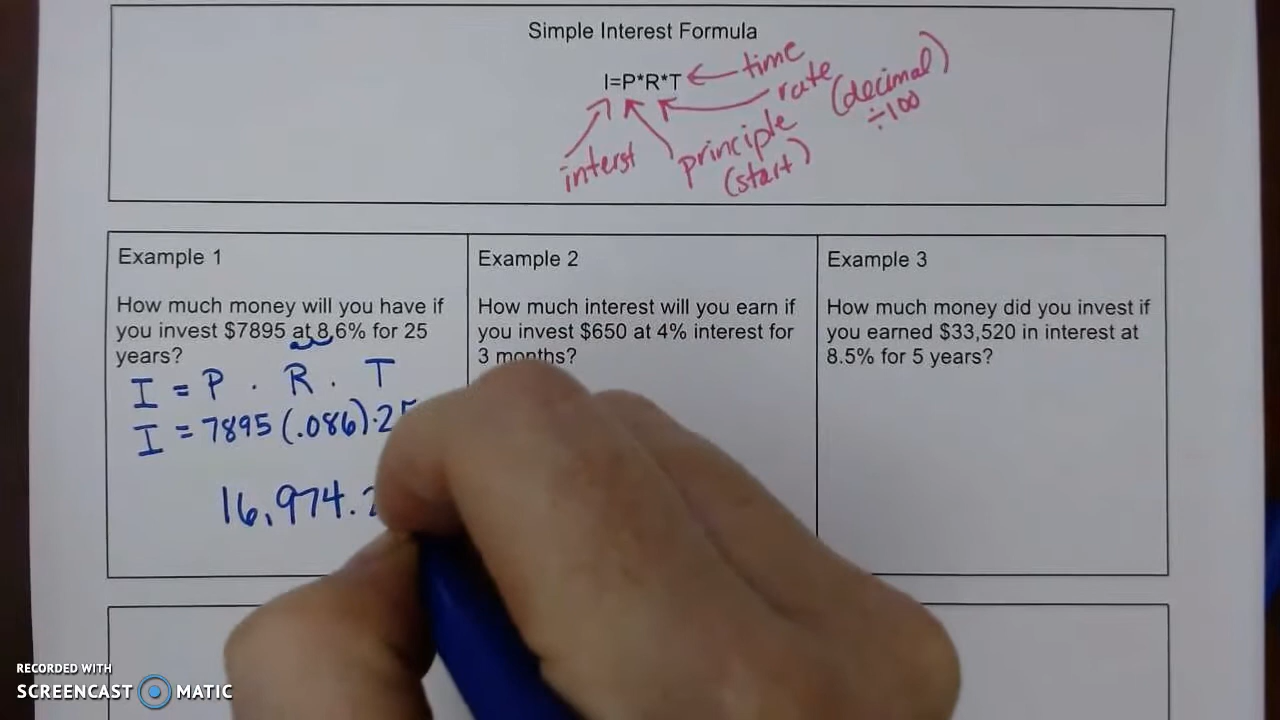 Simple Interest Formula
I=P*R*T
time
rate (decimal)
÷100
principle
(start)
interst
Example 1
How much money will you have if
you invest $7895 at 8.6% for 25
years?
I = P . R . T
I = 7895 (.086)·25
16,974.2
Example 2
How much interest will you earn if
you invest $650 at 4% interest for
3 months?
Example 3
How much money did you invest if
you earned $33,520 in interest at
8.5% for 5 years?
RECORDED WITH
SCREENCAST MATIC